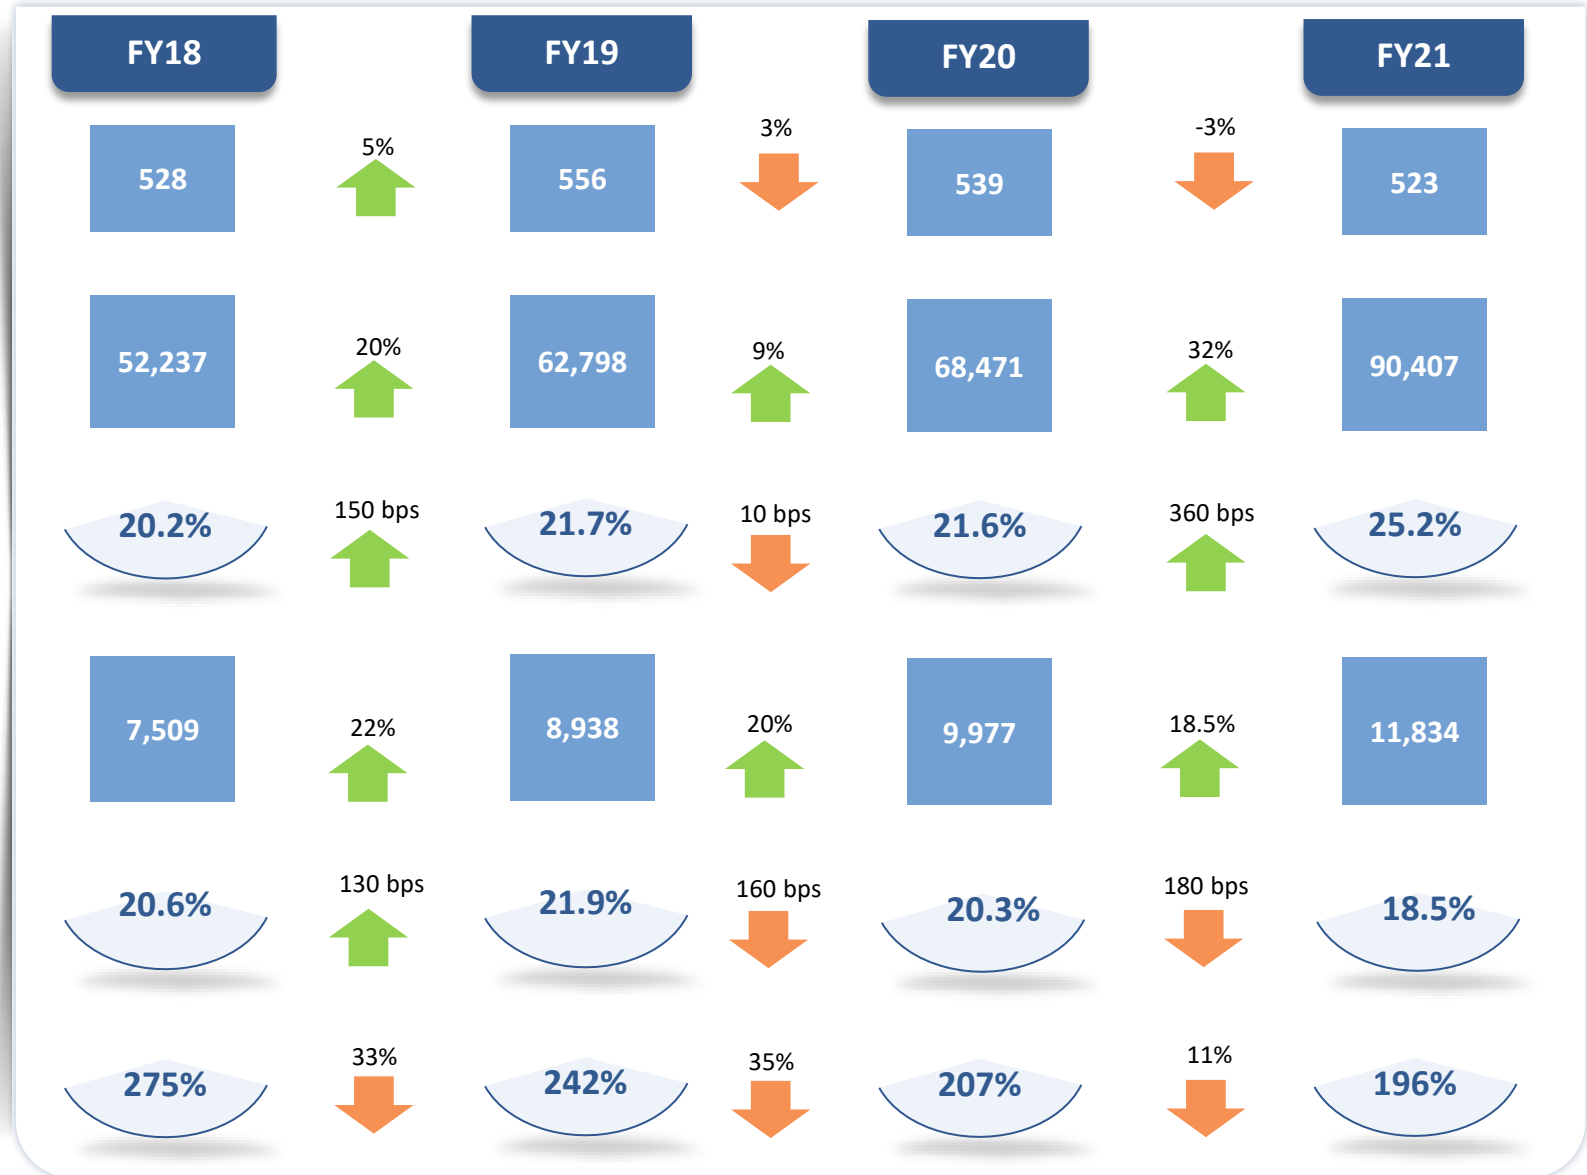 FY18 FY19 FY20 FY21
528 5% 556 3% 539 -3% 523
52,237 20% 62,798 9% 68,471 32% 90,407
20.2% 150 bps 21.7% 10 bps 21.6% 360 bps 25.2%
7,509 22% 8,938 20% 9,977 18.5% 11,834
20.6% 130 bps 21.9% 160 bps 20.3% 180 bps 18.5%
275% 33% 242% 35% 207% 11% 196%